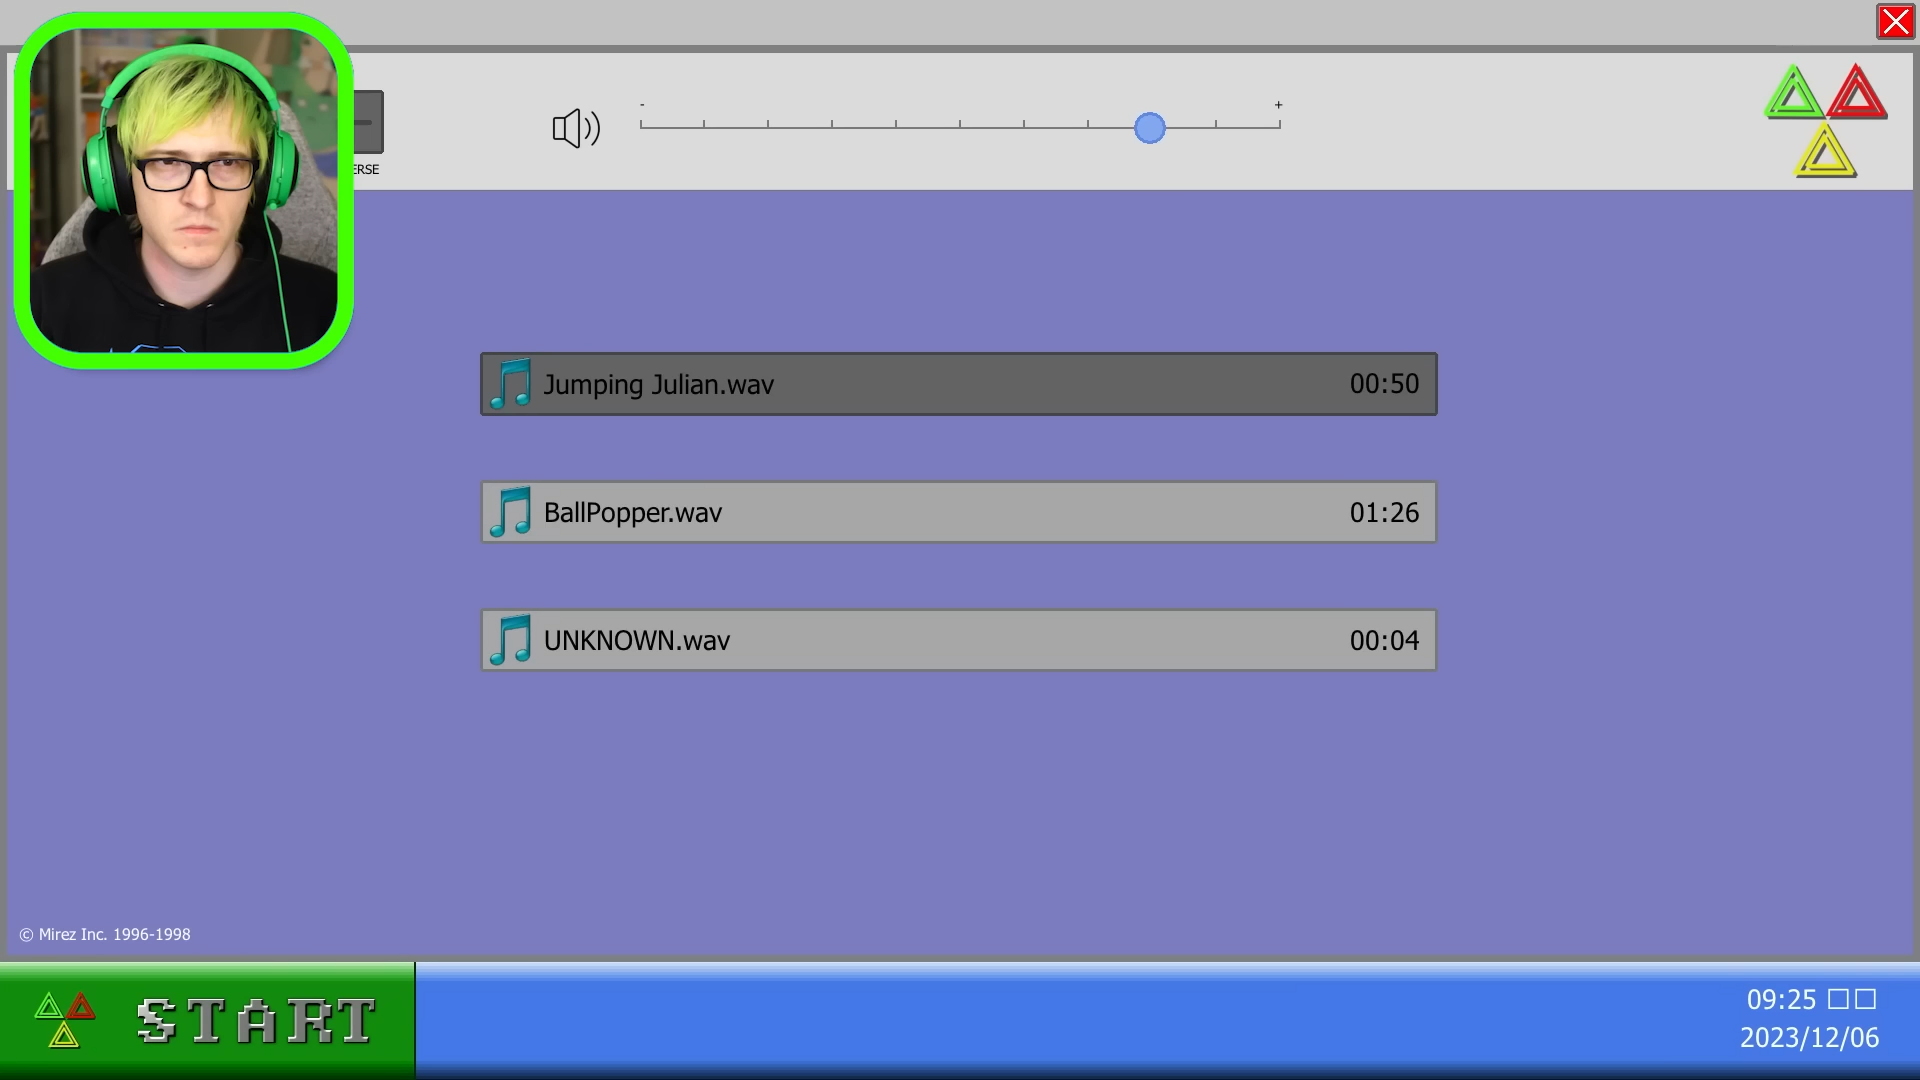 - +
ERSE
Jumping Julian.wav 00:50
BallPopper.wav 01:26
UNKNOWN.wav 00:04
© Mirez Inc. 1996-1998
START
09:25 □□
2023/12/06